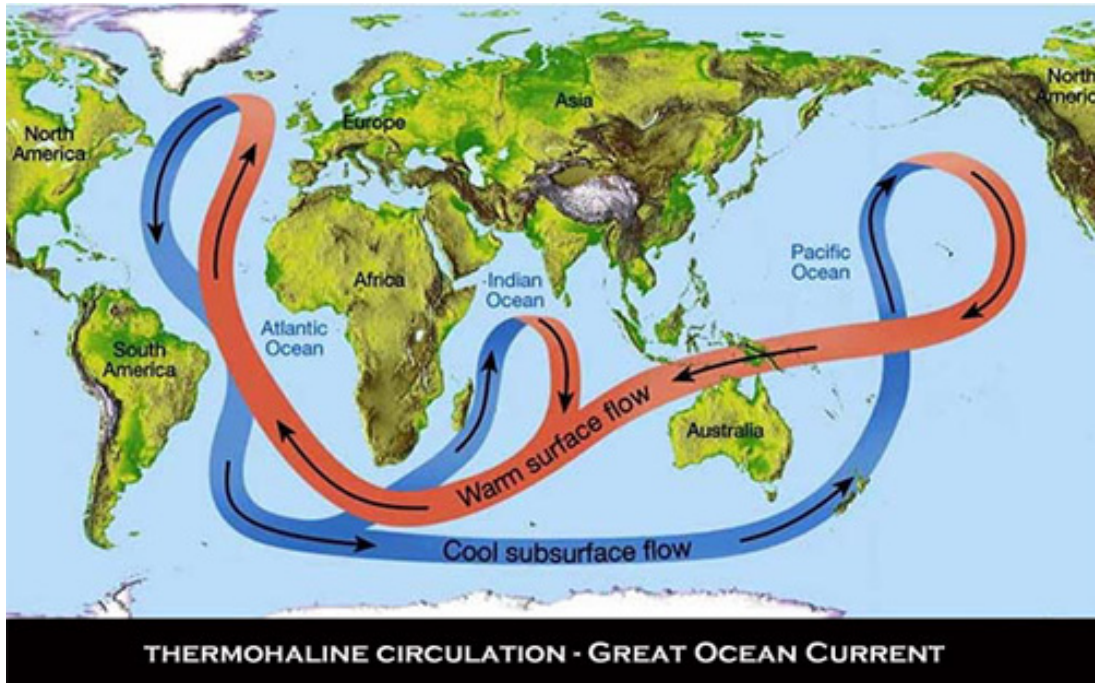 North
America
Europe
Asia
North
America
Pacific
Ocean
Africa
Indian
Ocean
Atlantic
Ocean
South
America
Australia
Warm surface flow
Cool subsurface flow
THERMOHALINE CIRCULATION - GREAT OCEAN CURRENT